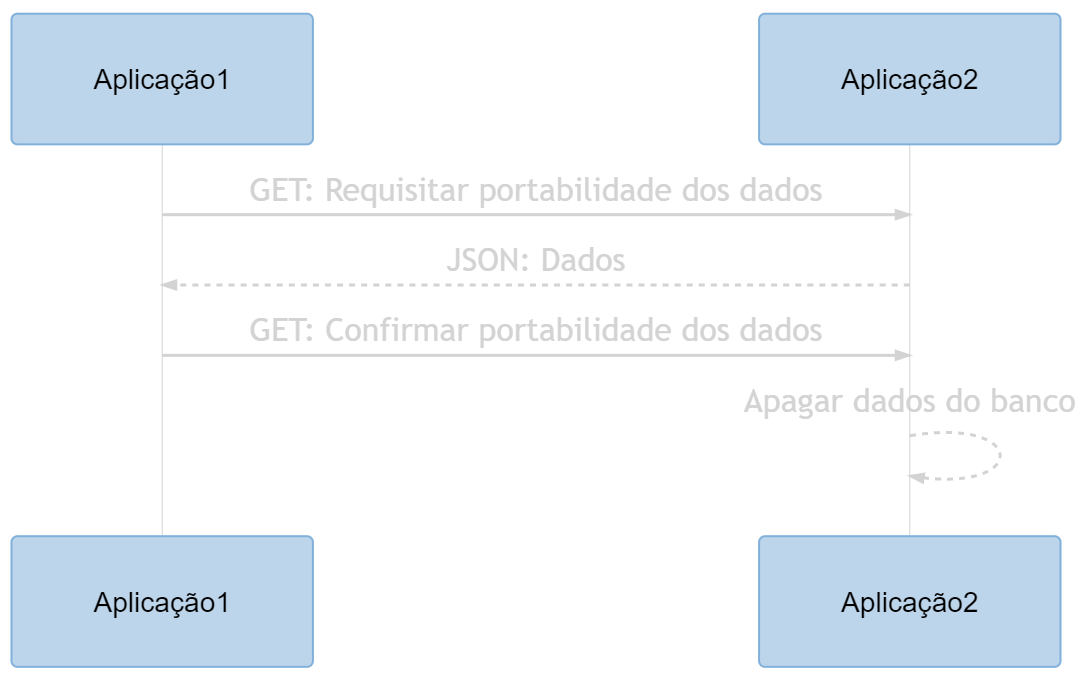 Aplicação1
Aplicação2
GET: Requisitar portabilidade dos dados
JSON: Dados
GET: Confirmar portabilidade dos dados
Apagar dados do banco
Aplicação1
Aplicação2